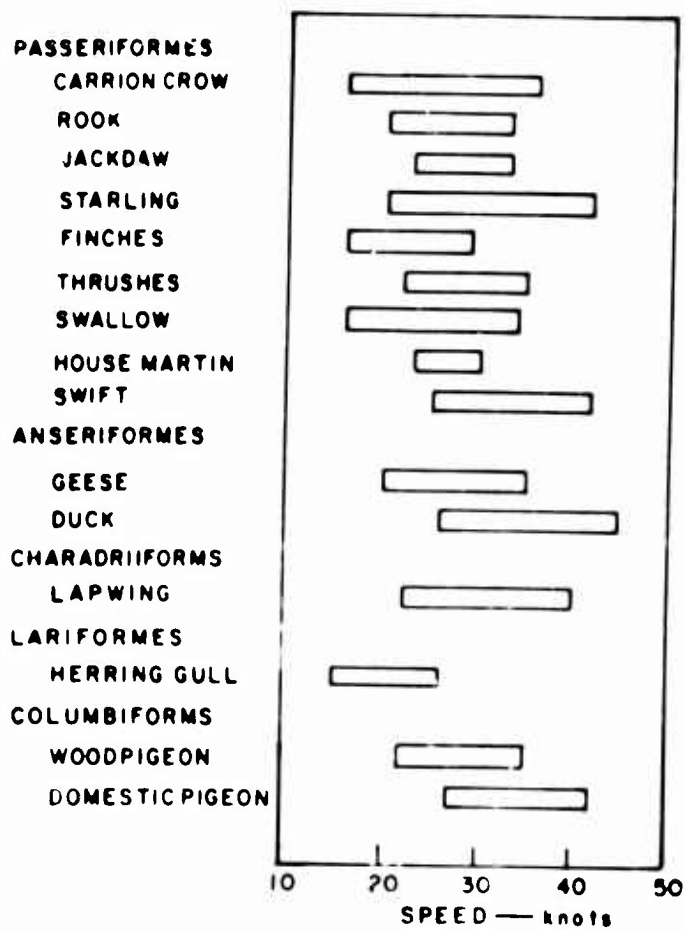 PASSERIFORMES
CARRION CROW
ROOK
JACKDAW
STARLING
FINCHES
THRUSHES
SWALLOW
HOUSE MARTIN
SWIFT
ANSERIFORMES
GEESE
DUCK
CHARADRIIFORMS
LAPWING
LARIFORMES
HERRING GULL
COLUMBIFORMS
WOODPIGEON
DOMESTIC PIGEON
10 20 30 40 50
SPEED — knots